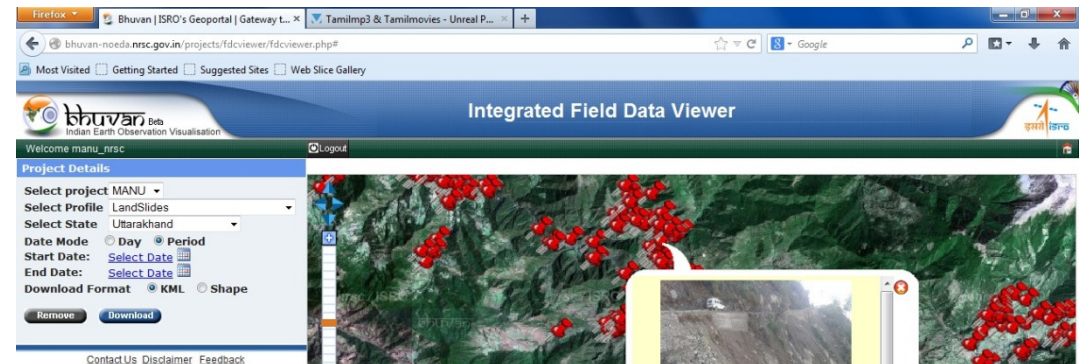 Firefox
Bhuvan | ISRO's Geoportal | Gateway t...
Tamilmp3 & Tamilmovies - Unreal P...
bhuvan-noeda.nrsc.gov.in/projects/fdcviewer/fdcviewer.php#
Google
Most Visited Getting Started Suggested Sites Web Slice Gallery
bhuvan Beta
Indian Earth Observation Visualisation
Integrated Field Data Viewer
इसरो isro
Welcome manu_nrsc
Logout
Project Details
Select project MANU
Select Profile LandSlides
Select State Uttarakhand
Date Mode Day Period
Start Date: Select Date
End Date: Select Date
Download Format KML Shape
Remove Download
Contact Us Disclaimer Feedback